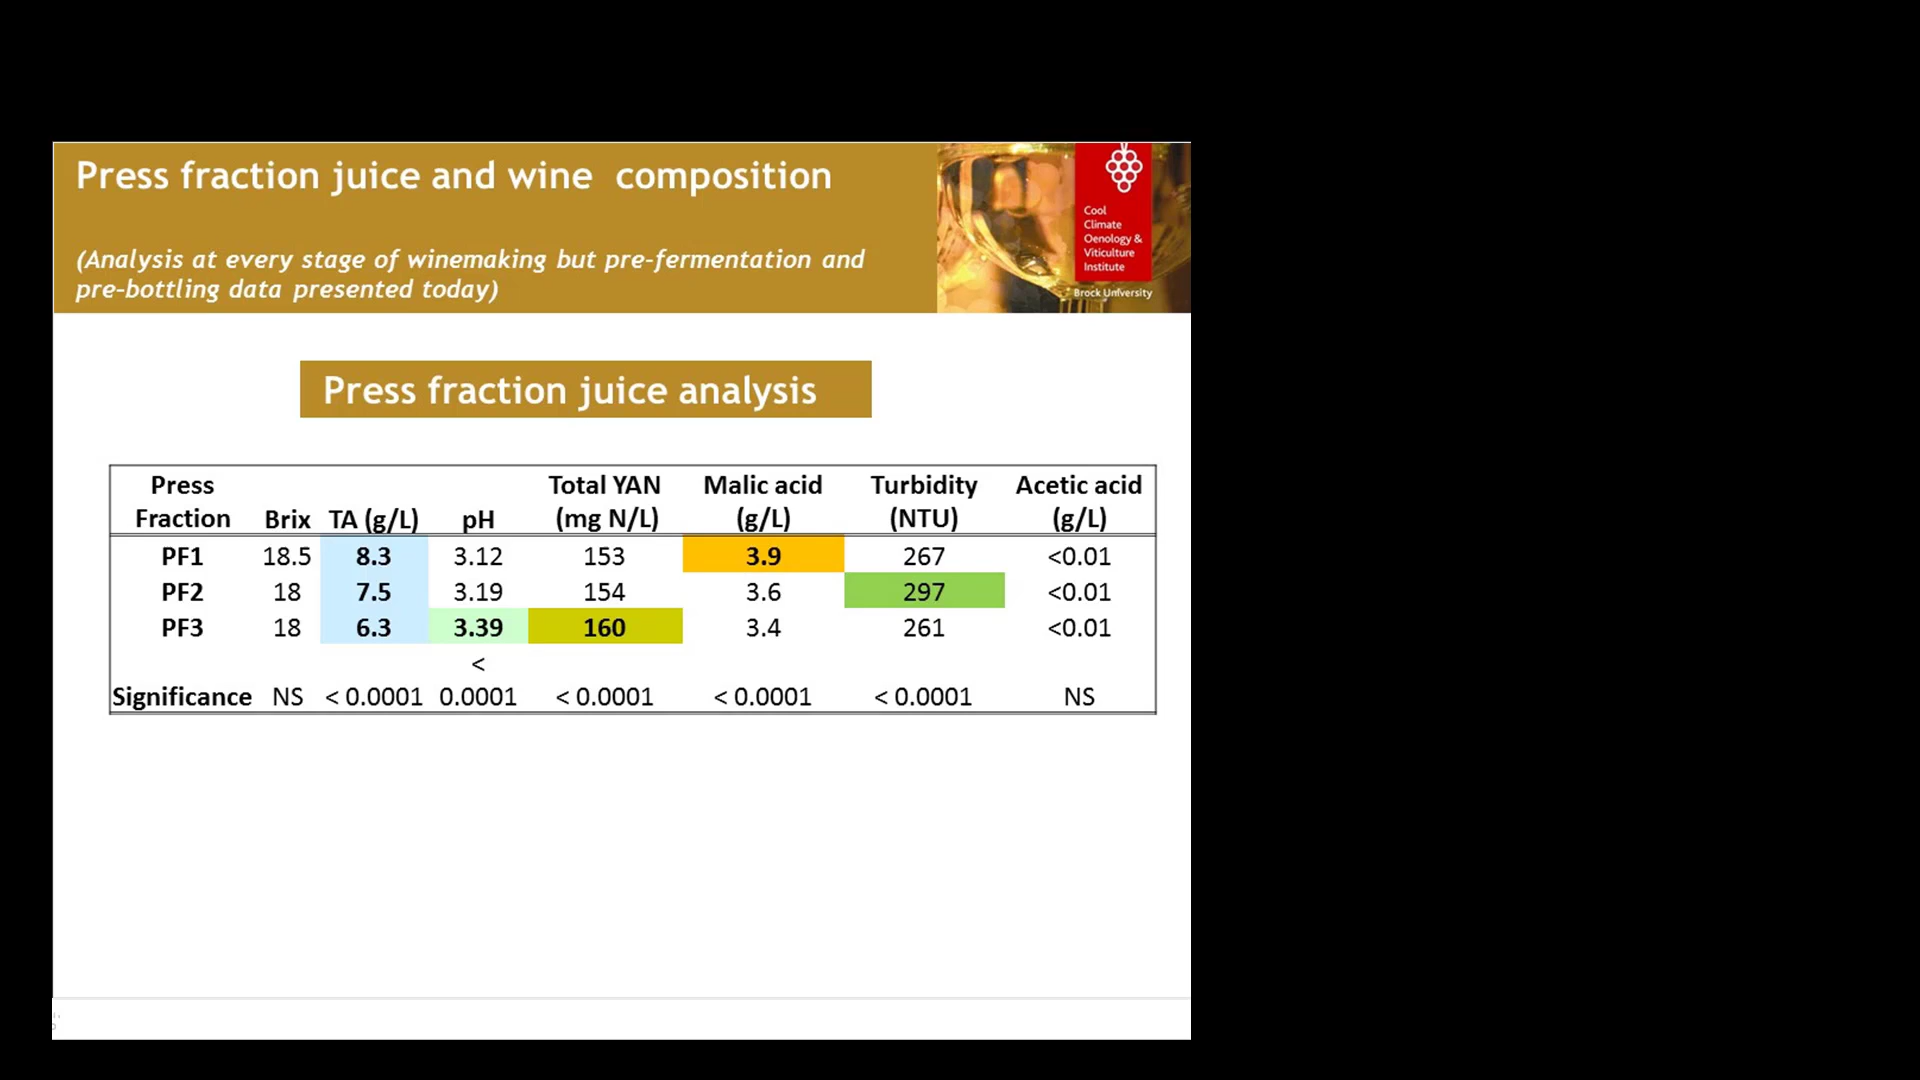 Press fraction juice and wine composition
(Analysis at every stage of winemaking but pre-fermentation and
pre-bottling data presented today)
Cool
Climate
Oenology &
Viticulture
Institute
Brock University
Press fraction juice analysis
Press Fraction Brix TA (g/L) pH Total YAN (mg N/L) Malic acid (g/L) Turbidity (NTU) Acetic acid (g/L)
PF1 18.5 8.3 3.12 153 3.9 267 <0.01
PF2 18 7.5 3.19 154 3.6 297 <0.01
PF3 18 6.3 3.39 160 3.4 261 <0.01
Significance NS < 0.0001 < 0.0001 < 0.0001 < 0.0001 < 0.0001 NS